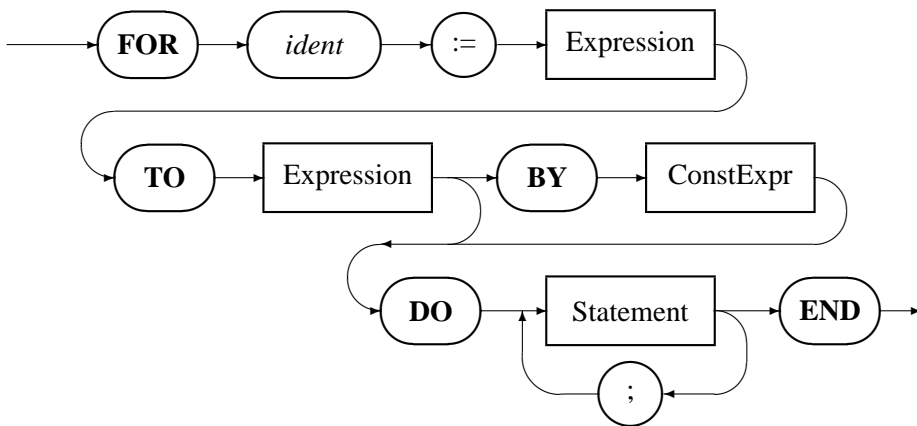 FOR ident := Expression
TO Expression BY ConstExpr
DO Statement END
;